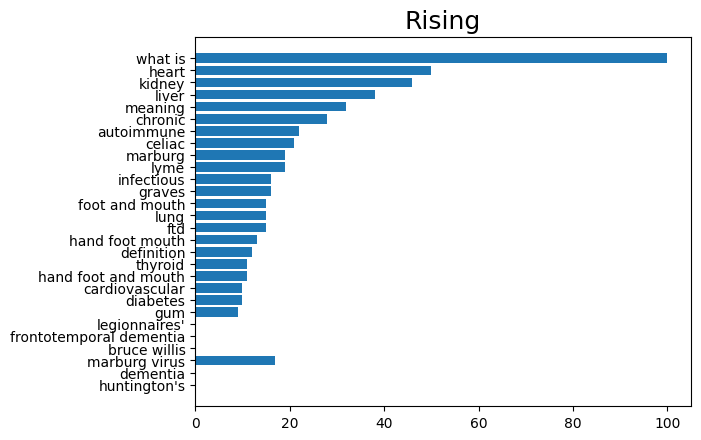 Rising
what is
heart
kidney
liver
meaning
chronic
autoimmune
celiac
marburg
lyme
infectious
graves
foot and mouth
lung
ftd
hand foot mouth
definition
thyroid
hand foot and mouth
cardiovascular
diabetes
gum
legionnaires'
frontotemporal dementia
bruce willis
marburg virus
dementia
huntington's
0 20 40 60 80 100